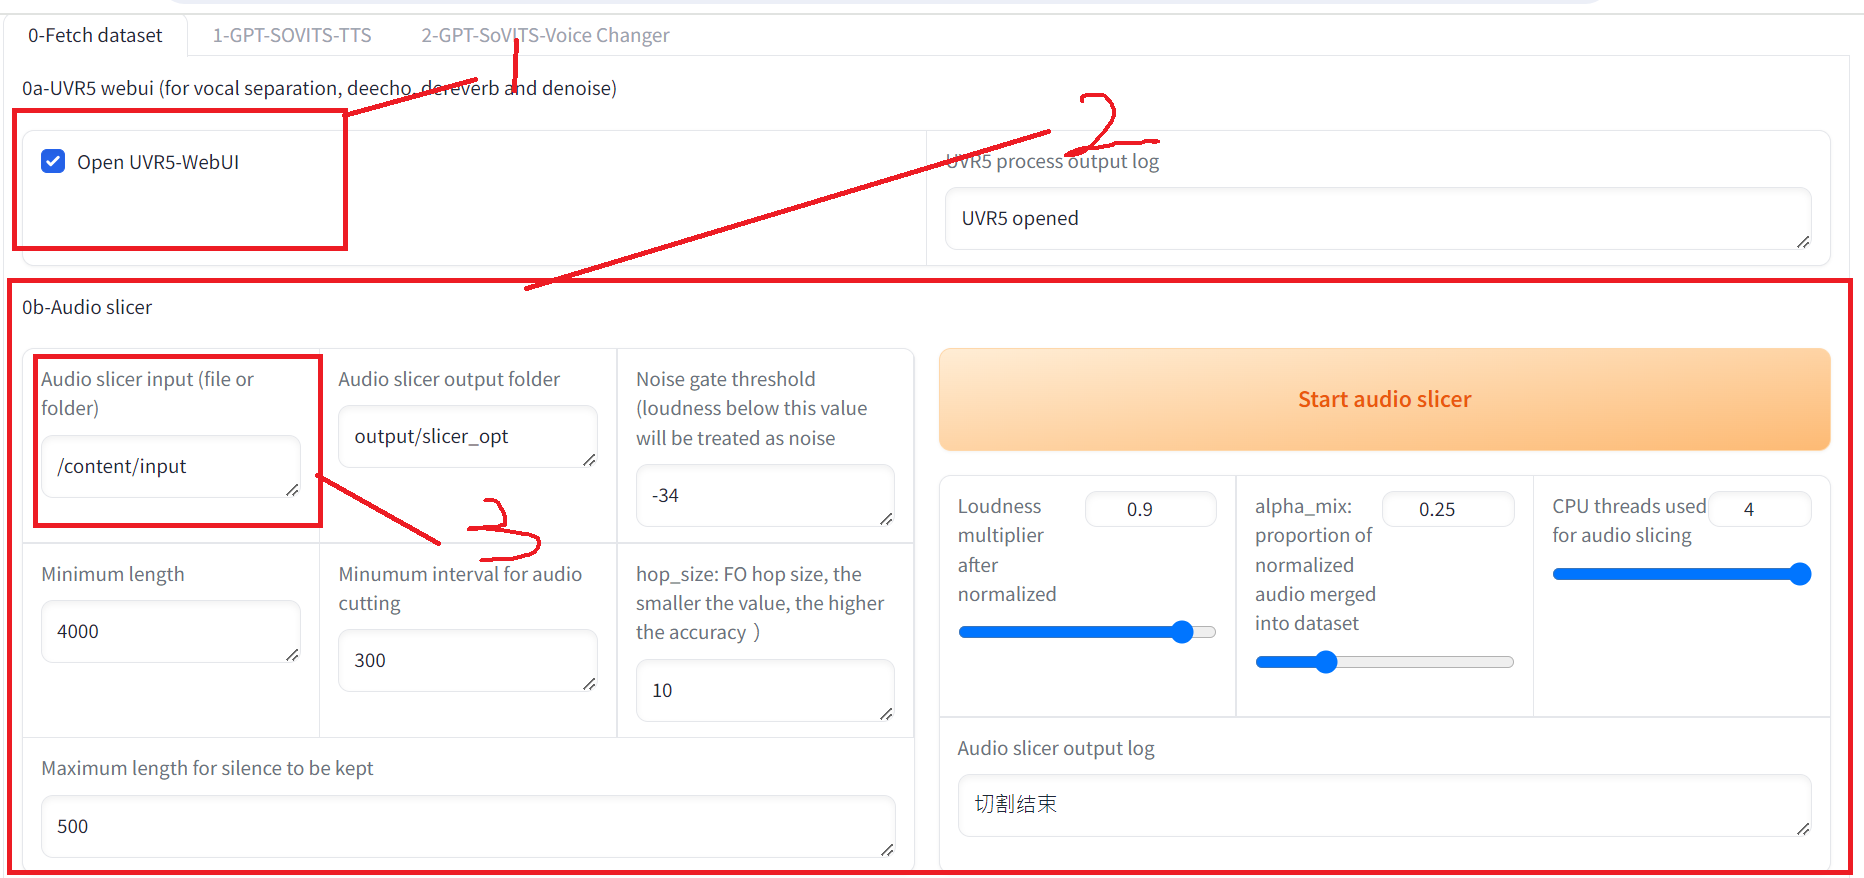 0-Fetch dataset
1-GPT-SOVITS-TTS
2-GPT-SoVITS-Voice Changer
1
0a-UVR5 webui (for vocal separation, deecho, dereverb and denoise)
2
Open UVR5-WebUI
UVR5 process output log
UVR5 opened
0b-Audio slicer
Audio slicer input (file or
folder)
/content/input
Audio slicer output folder
output/slicer_opt
Noise gate threshold
(loudness below this value
will be treated as noise
-34
3
Minimum length
4000
Minumum interval for audio
cutting
300
hop_size: FO hop size, the
smaller the value, the higher
the accuracy）
10
Maximum length for silence to be kept
500
Start audio slicer
Loudness
multiplier
after
normalized
0.9
alpha_mix:
proportion of
normalized
audio merged
into dataset
0.25
CPU threads used
for audio slicing
4
Audio slicer output log
切割结束